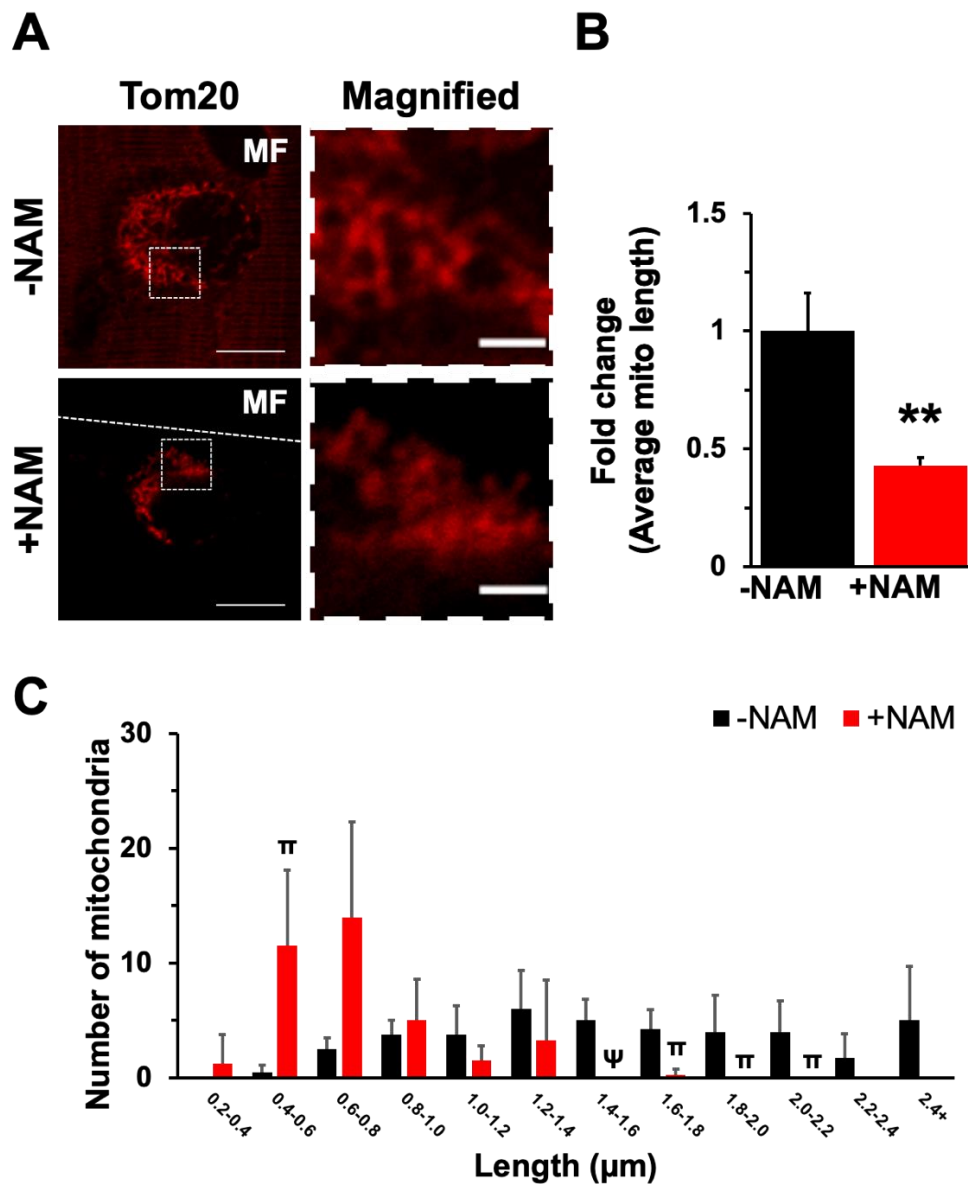 A
Tom20 Magnified
-NAM
MF
+NAM
MF
B
Fold change
(Average mito length)
1.5
1
0.5
0
**
-NAM +NAM
C
-NAM +NAM
Number of mitochondria
30
20
10
0
π
ψ
π
π
π
0.2-0.4
0.4-0.6
0.6-0.8
0.8-1.0
1.0-1.2
1.2-1.4
1.4-1.6
1.6-1.8
1.8-2.0
2.0-2.2
2.2-2.4
2.4+
Length (μm)